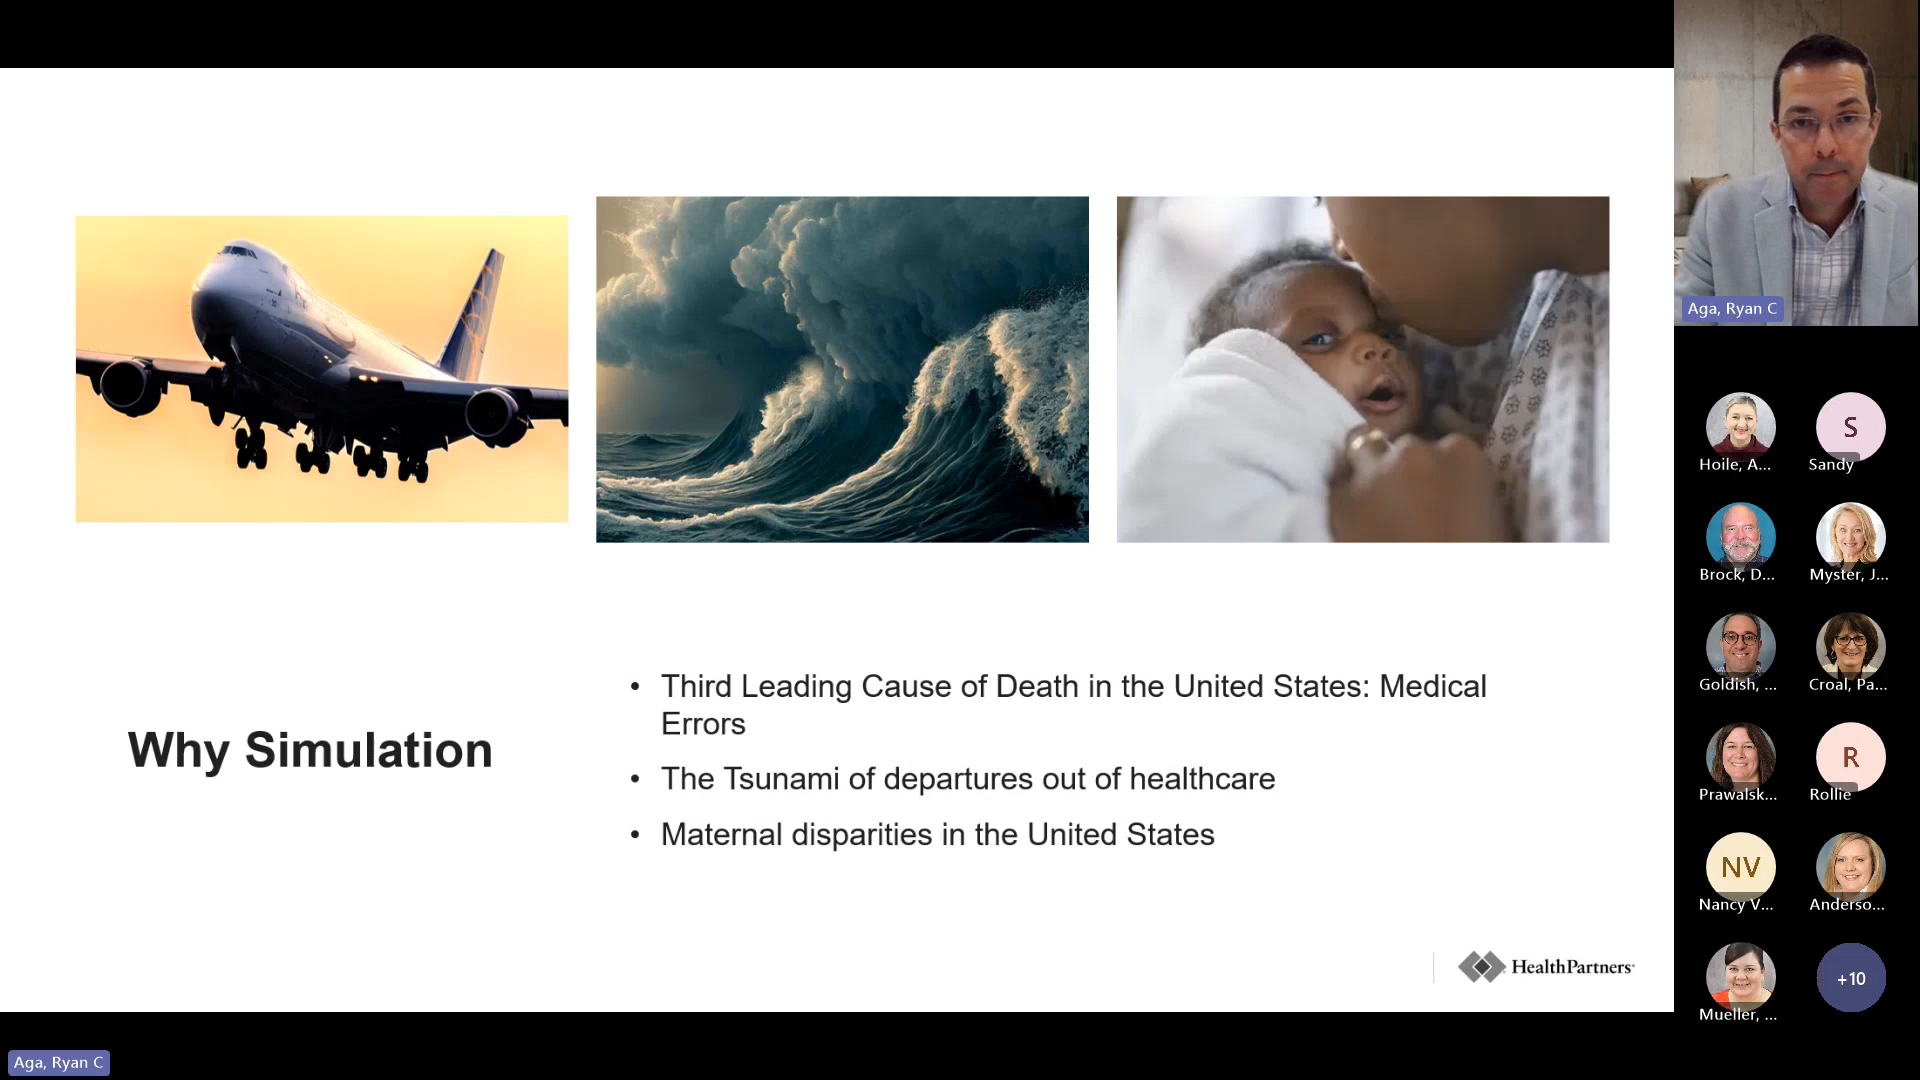 Why Simulation
• Third Leading Cause of Death in the United States: Medical
Errors
• The Tsunami of departures out of healthcare
• Maternal disparities in the United States
HealthPartners
Aga, Ryan C
Aga, Ryan C
Hoile, A...
S
Sandy
Brock, D...
Myster, J...
Goldish, ...
Croal, Pa...
Prawalsk...
R
Rollie
NV
Nancy V...
Anderso...
+10
Mueller, ...